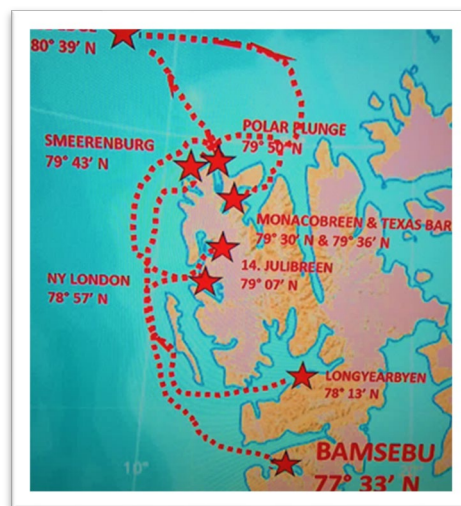 80° 39′ N
SMEERENBURG
79° 43′ N
POLAR PLUNGE
79° 50′ N
MONACOBREEN & TEXAS BAR
79° 30′ N & 79° 36′ N
14. JULIBREEN
79° 07′ N
NY LONDON
78° 57′ N
LONGYEARBYEN
78° 13′ N
BAMSEBU
77° 33′ N
10°